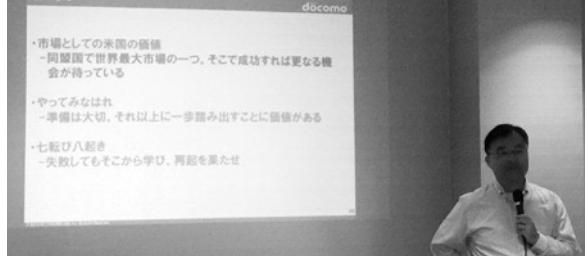 döcomo
・市場としての米国の価値
-同盟国で世界最大市場の一つ。そこで成功すれば更なる機
会が待っている
・やってみなはれ
-準備は大切、それ以上に一歩踏み出すことに価値がある
・七転び八起き
-失敗してもそこから学び、再起を果たせ